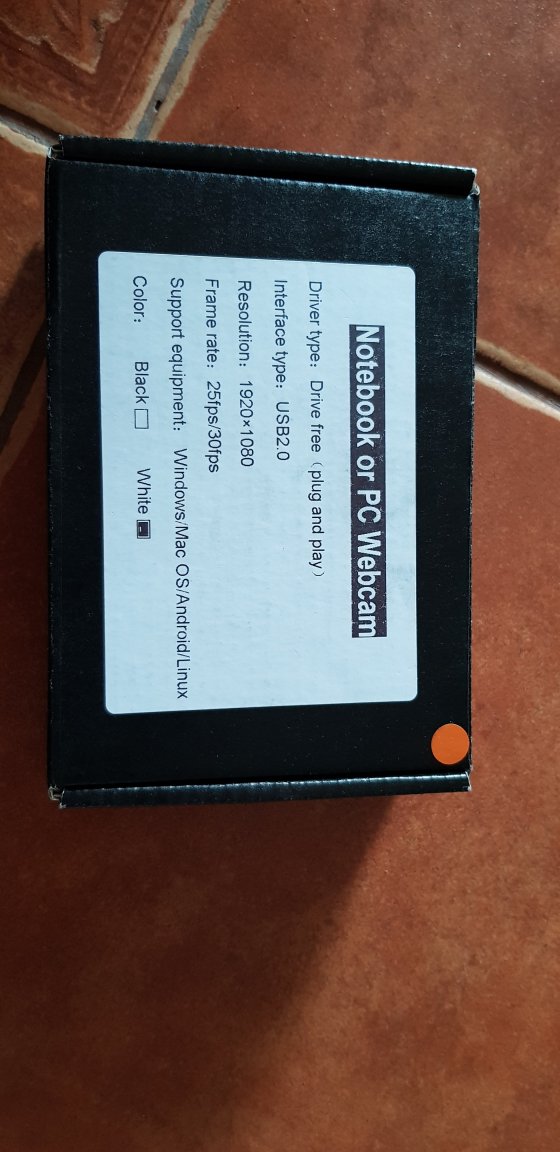 Notebook or PC Webcam
Driver type： Drive free（plug and play）
Interface type： USB2.0
Resolution： 1920×1080
Frame rate： 25fps/30fps
Support equipment： Windows/Mac OS/Android/Linux
Color： Black □ White ■